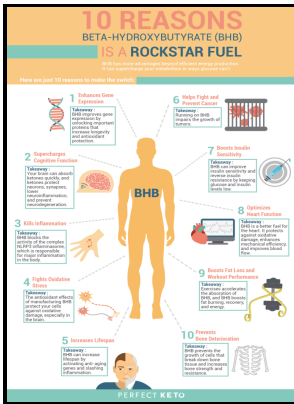 10 REASONS
BETA-HYDROXYBUTYRATE (BHB)
IS A ROCKSTAR FUEL
BHB has many advantages beyond efficient energy production.
Here are just 10 reasons to make the switch:
1 Enhances Gene
Expression
Takeaway :
BHB improves gene
expression by
unlocking important
proteins that
increase longevity
and antioxidant
protection.
2 Supercharges
Cognitive Function
Takeaway :
Your brain can absorb
ketones quickly, and
ketones protect
neurons, synapses,
lower
neuroinflammation,
and prevent
neurodegeneration.
3 Kills Inflammation
Takeaway :
BHB blocks the
activity of the complex
NLRP3 inflammasome,
which is responsible
for major inflammation
in the body.
4 Fights Oxidative
Stress
Takeaway :
The antioxidant effects
of manufacturing BHB
protect your cells
against oxidative
damage, especially in
the brain.
5 Increases Lifespan
Takeaway :
BHB can increase
lifespan by
activating anti-aging
genes and slashing
inflammation.
BHB
6 Helps Fight and
Prevent Cancer
Takeaway :
Running on BHB
impairs the growth of
tumors.
7 Boosts Insulin
Sensitivity
Takeaway :
BHB can improve
insulin sensitivity and
reverse insulin
resistance by keeping
glucose and insulin
levels low.
8 Optimizes
Heart Function
Takeaway :
BHB is a better fuel for
the heart. It protects
against oxidative
damage, enhances
mechanical efficiency,
and improves blood
flow
9 Boosts Fat Loss and
Workout Performance
Takeaway :
Exercises accelerates
the absorption of
BHB, and BHB boosts
fat burning, recovery,
and energy.
10 Prevents
Bone Deterioration
Takeaway :
BHB prevents the
growth of cells that
break down bone
tissue and increases
bone strength and
resistance.
PERFECT KETO